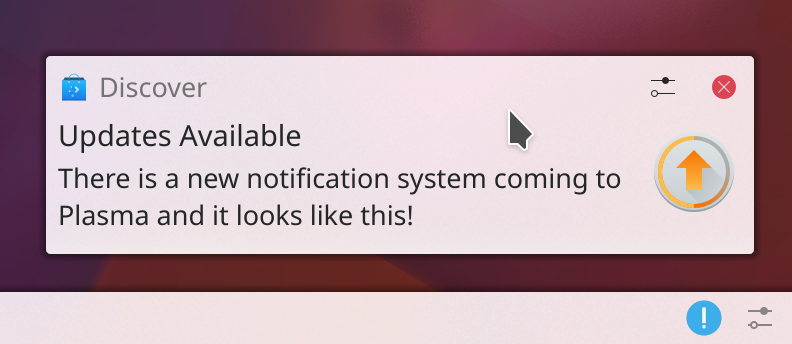 Discover
Updates Available
There is a new notification system coming to
Plasma and it looks like this!